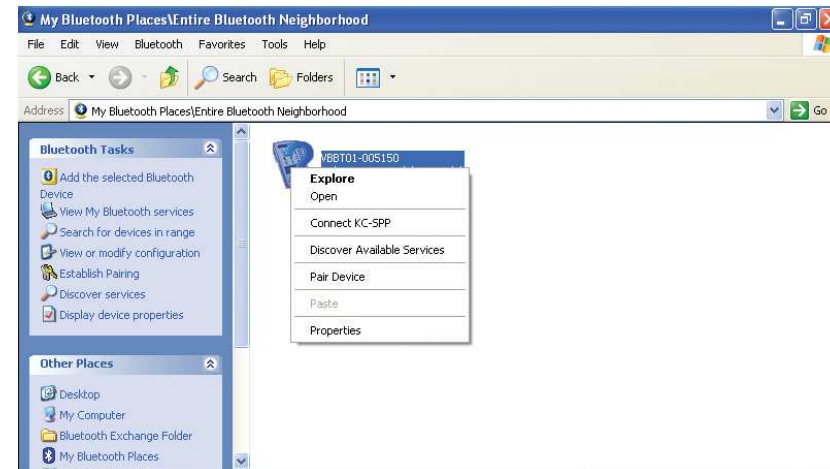 My Bluetooth Places\Entire Bluetooth Neighborhood
File Edit View Bluetooth Favorites Tools Help
Back Search Folders
Address My Bluetooth Places\Entire Bluetooth Neighborhood Go
Bluetooth Tasks
Add the selected Bluetooth
Device
View My Bluetooth services
Search for devices in range
View or modify configuration
Establish Pairing
Discover services
Display device properties
Other Places
Desktop
My Computer
Bluetooth Exchange Folder
My Bluetooth Places
VBBT01-005150
Explore
Open
Connect KC-SPP
Discover Available Services
Pair Device
Paste
Properties